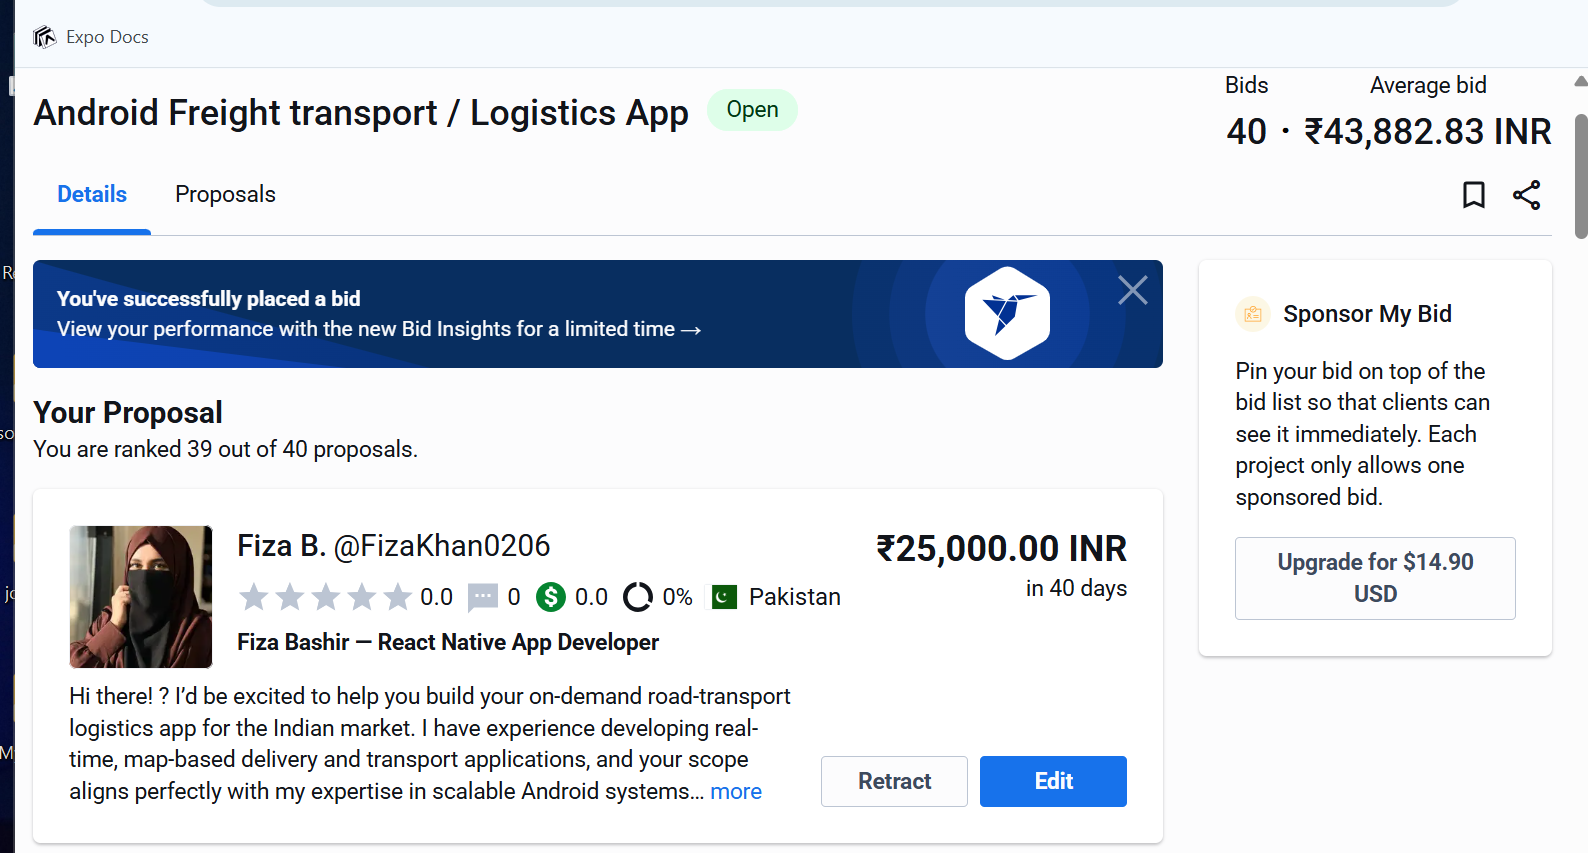 Expo Docs
Android Freight transport / Logistics App
Open
Bids
Average bid
40 · ₹43,882.83 INR
Details
Proposals
You've successfully placed a bid
View your performance with the new Bid Insights for a limited time →
Your Proposal
You are ranked 39 out of 40 proposals.
Fiza B. @FizaKhan0206
0.0
0
0.0
0%
Pakistan
₹25,000.00 INR
in 40 days
Fiza Bashir — React Native App Developer
Hi there! ? I’d be excited to help you build your on-demand road-transport
logistics app for the Indian market. I have experience developing real-
time, map-based delivery and transport applications, and your scope
aligns perfectly with my expertise in scalable Android systems... more
Retract
Edit
Sponsor My Bid
Pin your bid on top of the
bid list so that clients can
see it immediately. Each
project only allows one
sponsored bid.
Upgrade for $14.90
USD